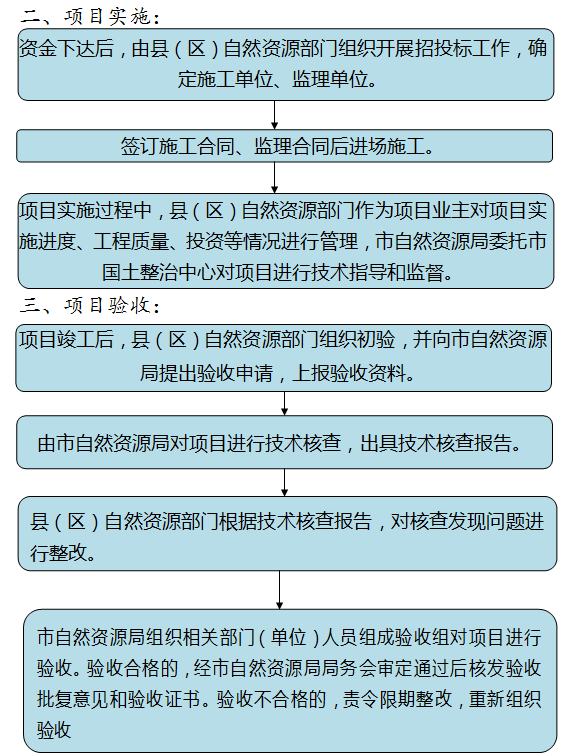 二、项目实施：
资金下达后，由县（区）自然资源部门组织开展招投标工作，确
定施工单位、监理单位。
签订施工合同、监理合同后进场施工。
项目实施过程中，县（区）自然资源部门作为项目业主对项目实
施进度、工程质量、投资等情况进行管理，市自然资源局委托市
国土整治中心对项目进行技术指导和监督。
三、项目验收：
项目竣工后，县（区）自然资源部门组织初验，并向市自然资源
局提出验收申请，上报验收资料。
由市自然资源局对项目进行技术核查，出具技术核查报告。
县（区）自然资源部门根据技术核查报告，对核查发现问题进
行整改。
市自然资源局组织相关部门（单位）人员组成验收组对项目进行
验收。验收合格的，经市自然资源局局务会审定通过后核发验收
批复意见和验收证书。验收不合格的，责令限期整改，重新组织
验收